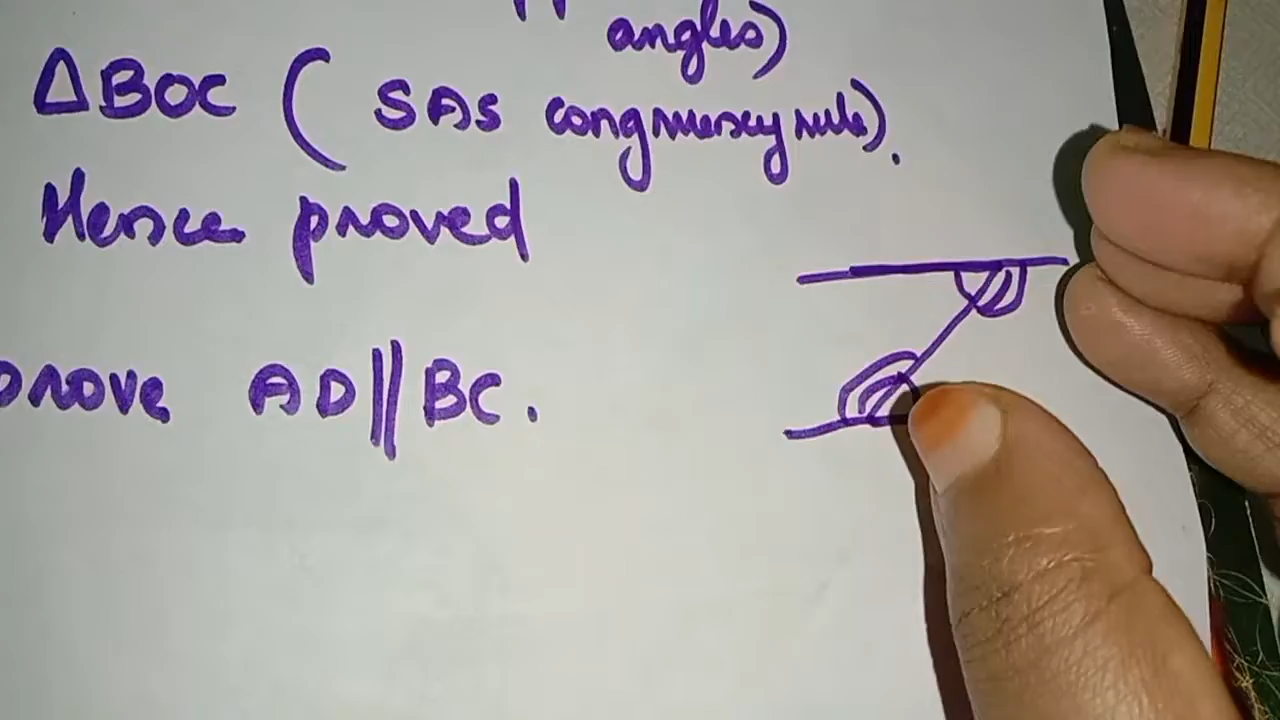 angles)
ΔBOC ( SAS congruency rule).
Hence proved
prove AD||BC.